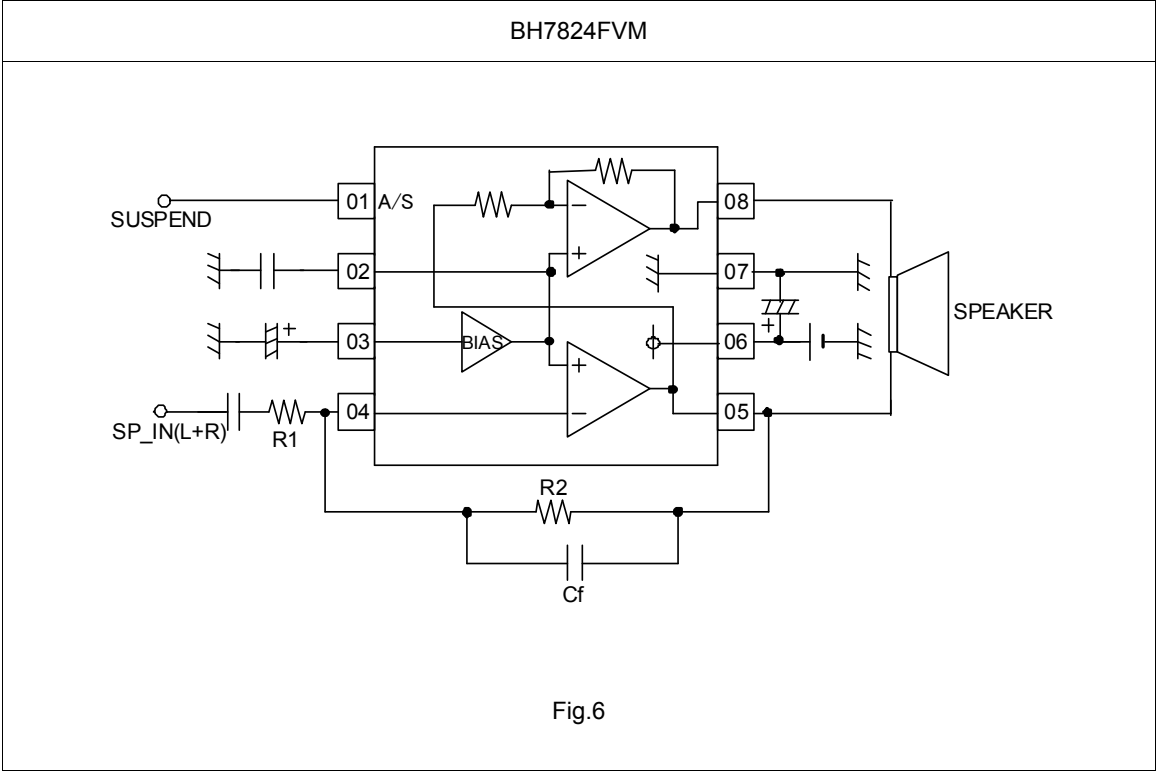 BH7824FVM
01 A/S
SUSPEND
02
03
+
BIAS
04
SP_IN(L+R)
R1
−
+
+
−
08
07
06
+
05
SPEAKER
R2
Cf
Fig.6